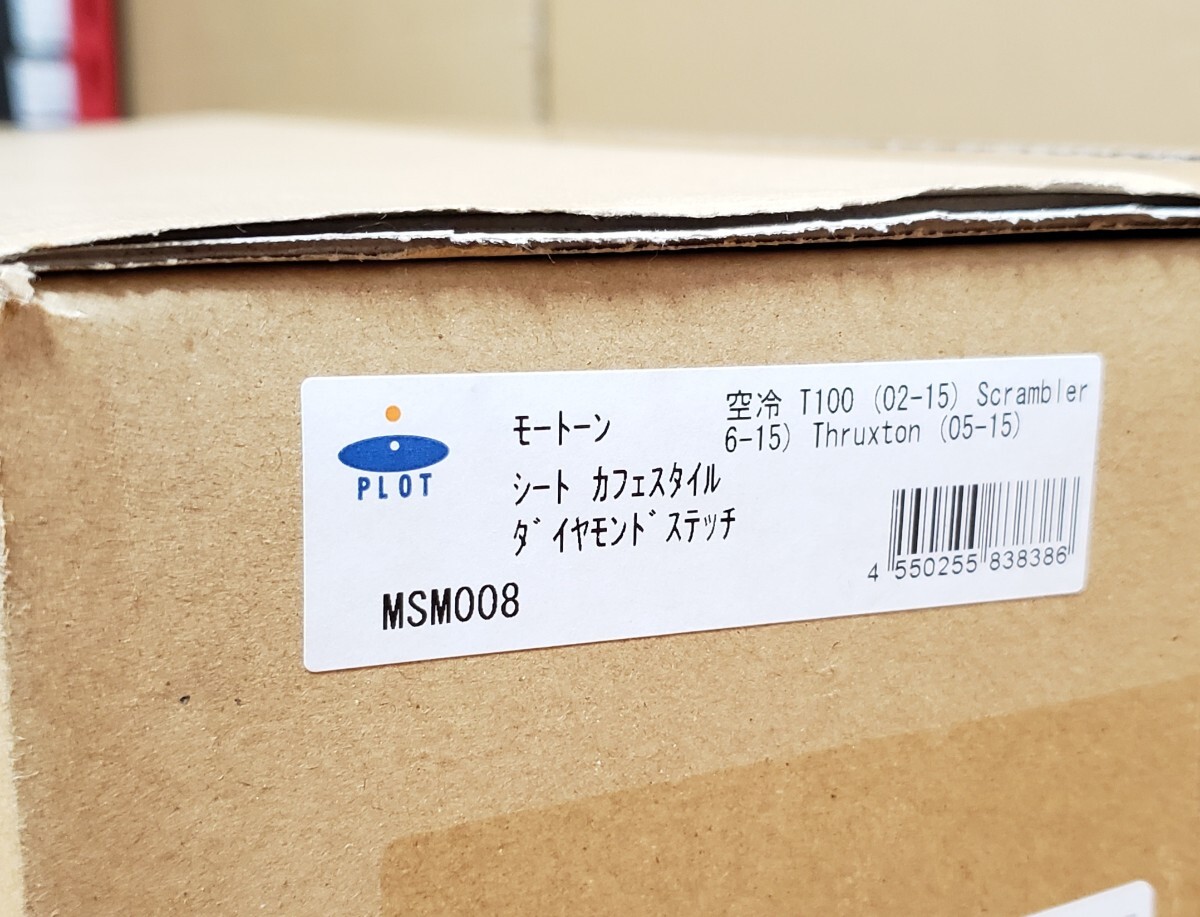 PLOT
モートーン
シート カフェスタイル
ダイヤモンドステッチ
空冷 T100 (02-15) Scrambler
6-15) Thruxton (05-15)
MSM008
4 550255 838386